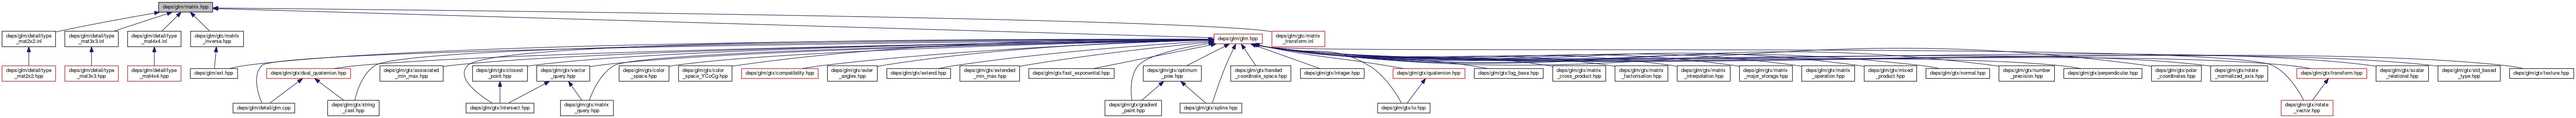 deps/glm/matrix.hpp
deps/glm/detail/type
_mat2x2.inl
deps/glm/detail/type
_mat3x3.inl
deps/glm/detail/type
_mat4x4.inl
deps/glm/gtc/matrix
_inverse.hpp
deps/glm/glm.hpp
deps/glm/gtc/matrix
_transform.inl
deps/glm/detail/type
_mat2x2.hpp
deps/glm/detail/type
_mat3x3.hpp
deps/glm/detail/type
_mat4x4.hpp
deps/glm/ext.hpp
deps/glm/gtx/dual_quaternion.hpp
deps/glm/gtx/associated
_min_max.hpp
deps/glm/gtx/closest
_point.hpp
deps/glm/gtx/vector
_query.hpp
deps/glm/gtx/color
_space.hpp
deps/glm/gtx/color
_space_YCoCg.hpp
deps/glm/gtx/compatibility.hpp
deps/glm/gtx/euler
_angles.hpp
deps/glm/gtx/extend.hpp
deps/glm/gtx/extended
_min_max.hpp
deps/glm/gtx/fast_exponential.hpp
deps/glm/gtx/optimum
_pow.hpp
deps/glm/gtx/handed
_coordinate_space.hpp
deps/glm/gtx/integer.hpp
deps/glm/gtx/quaternion.hpp
deps/glm/gtx/log_base.hpp
deps/glm/gtx/matrix
_cross_product.hpp
deps/glm/gtx/matrix
_factorisation.hpp
deps/glm/gtx/matrix
_interpolation.hpp
deps/glm/gtx/matrix
_major_storage.hpp
deps/glm/gtx/matrix
_operation.hpp
deps/glm/gtx/mixed
_product.hpp
deps/glm/gtx/normal.hpp
deps/glm/gtx/number
_precision.hpp
deps/glm/gtx/perpendicular.hpp
deps/glm/gtx/polar
_coordinates.hpp
deps/glm/gtx/rotate
_normalized_axis.hpp
deps/glm/gtx/transform.hpp
deps/glm/gtx/scalar
_relational.hpp
deps/glm/gtx/std_based
_type.hpp
deps/glm/gtx/texture.hpp
deps/glm/detail/glm.cpp
deps/glm/gtx/string
_cast.hpp
deps/glm/gtx/intersect.hpp
deps/glm/gtx/matrix
_query.hpp
deps/glm/gtx/gradient
_paint.hpp
deps/glm/gtx/spline.hpp
deps/glm/gtx/io.hpp
deps/glm/gtx/rotate
_vector.hpp